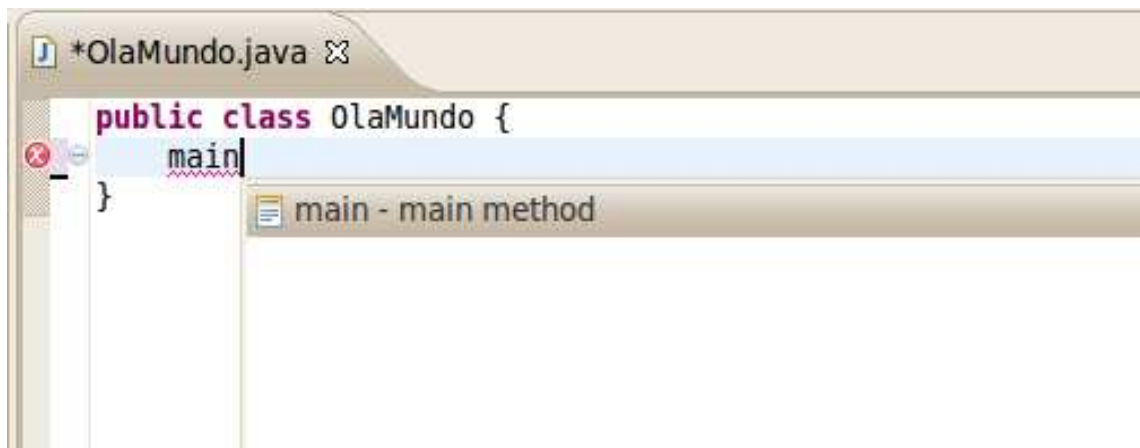 *OlaMundo.java
public class OlaMundo {
main
}
main - main method